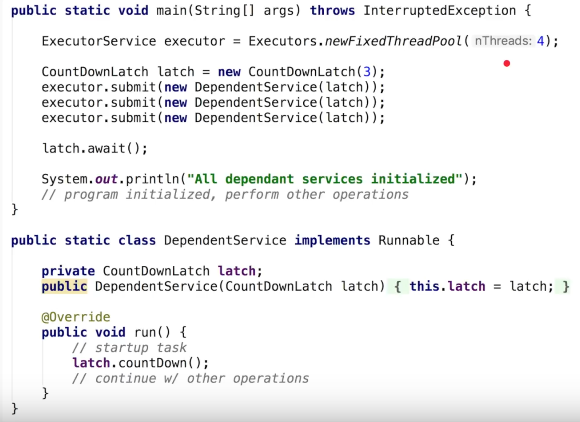 public static void main(String[] args) throws InterruptedException {
ExecutorService executor = Executors.newFixedThreadPool( nThreads: 4);
CountDownLatch latch = new CountDownLatch(3);
executor.submit(new DependentService(latch));
executor.submit(new DependentService(latch));
executor.submit(new DependentService(latch));
latch.await();
System.out.println("All dependant services initialized");
// program initialized, perform other operations
}
public static class DependentService implements Runnable {
private CountDownLatch latch;
public DependentService(CountDownLatch latch) { this.latch = latch; }
@Override
public void run() {
// startup task
latch.countDown();
// continue w/ other operations
}
}